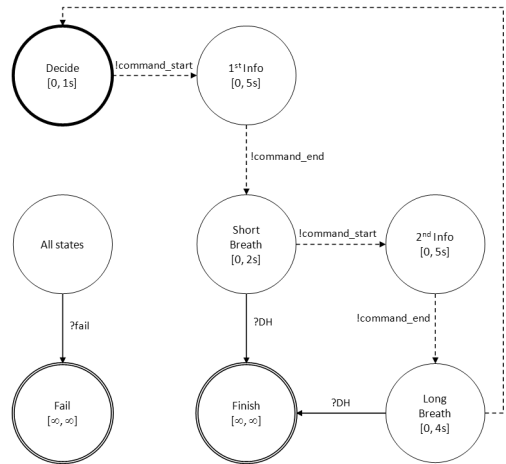 Decide
[0, 1s]
!command_start
1st Info
[0, 5s]
!command_end
All states
Short
Breath
[0, 2s]
!command_start
2nd Info
[0, 5s]
?fail
?DH
!command_end
Fail
[∞, ∞]
Finish
[∞, ∞]
?DH
Long
Breath
[0, 4s]